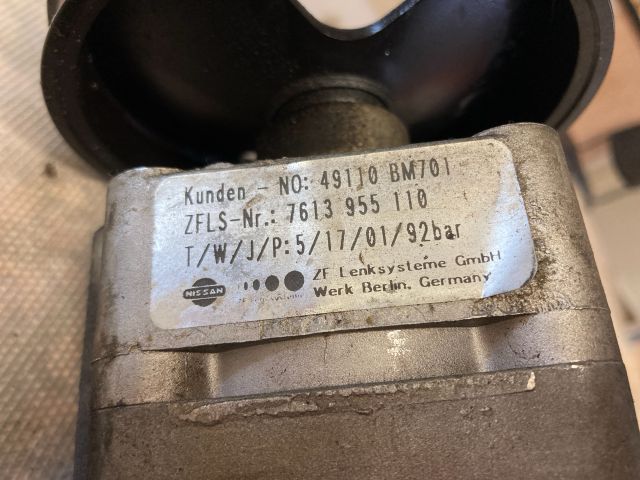 Kunden - NO: 49110 BM701
ZFLS-Nr.: 7613 955 110
T/W/J/P: 5/17/01/92bar
NISSAN
ZF Lenksysteme GmbH
Werk Berlin, Germany